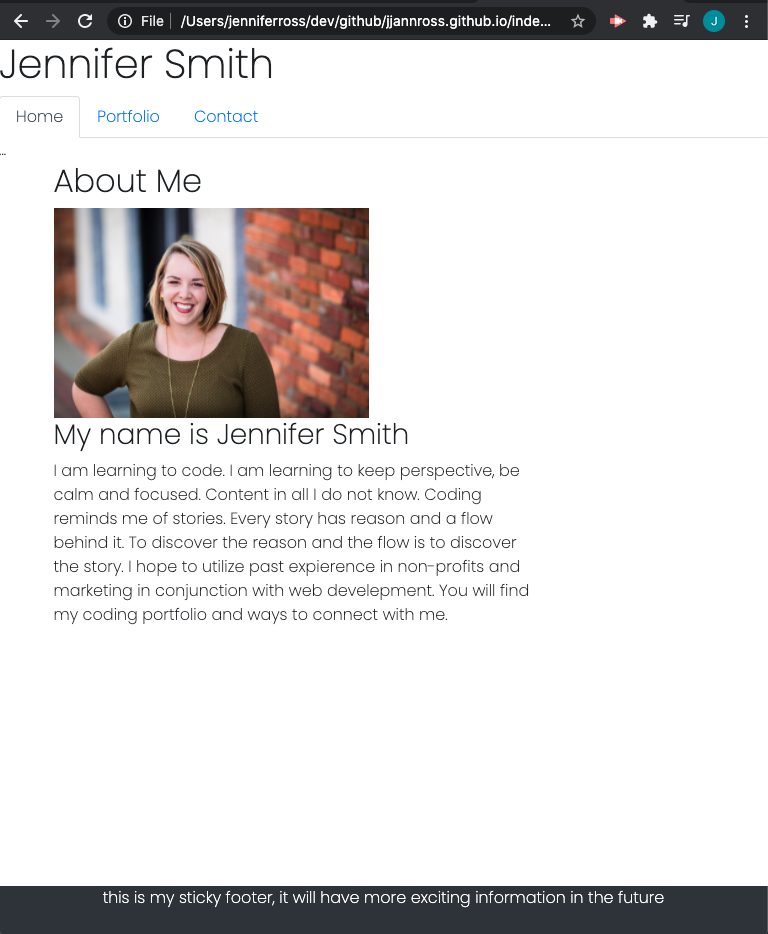 File | /Users/jenniferross/dev/github/jjannross.github.io/inde...
J
Jennifer Smith
Home Portfolio Contact
...
About Me
My name is Jennifer Smith
I am learning to code. I am learning to keep perspective, be
calm and focused. Content in all I do not know. Coding
reminds me of stories. Every story has reason and a flow
behind it. To discover the reason and the flow is to discover
the story. I hope to utilize past expierence in non-profits and
marketing in conjunction with web develepment. You will find
my coding portfolio and ways to connect with me.
this is my sticky footer, it will have more exciting information in the future